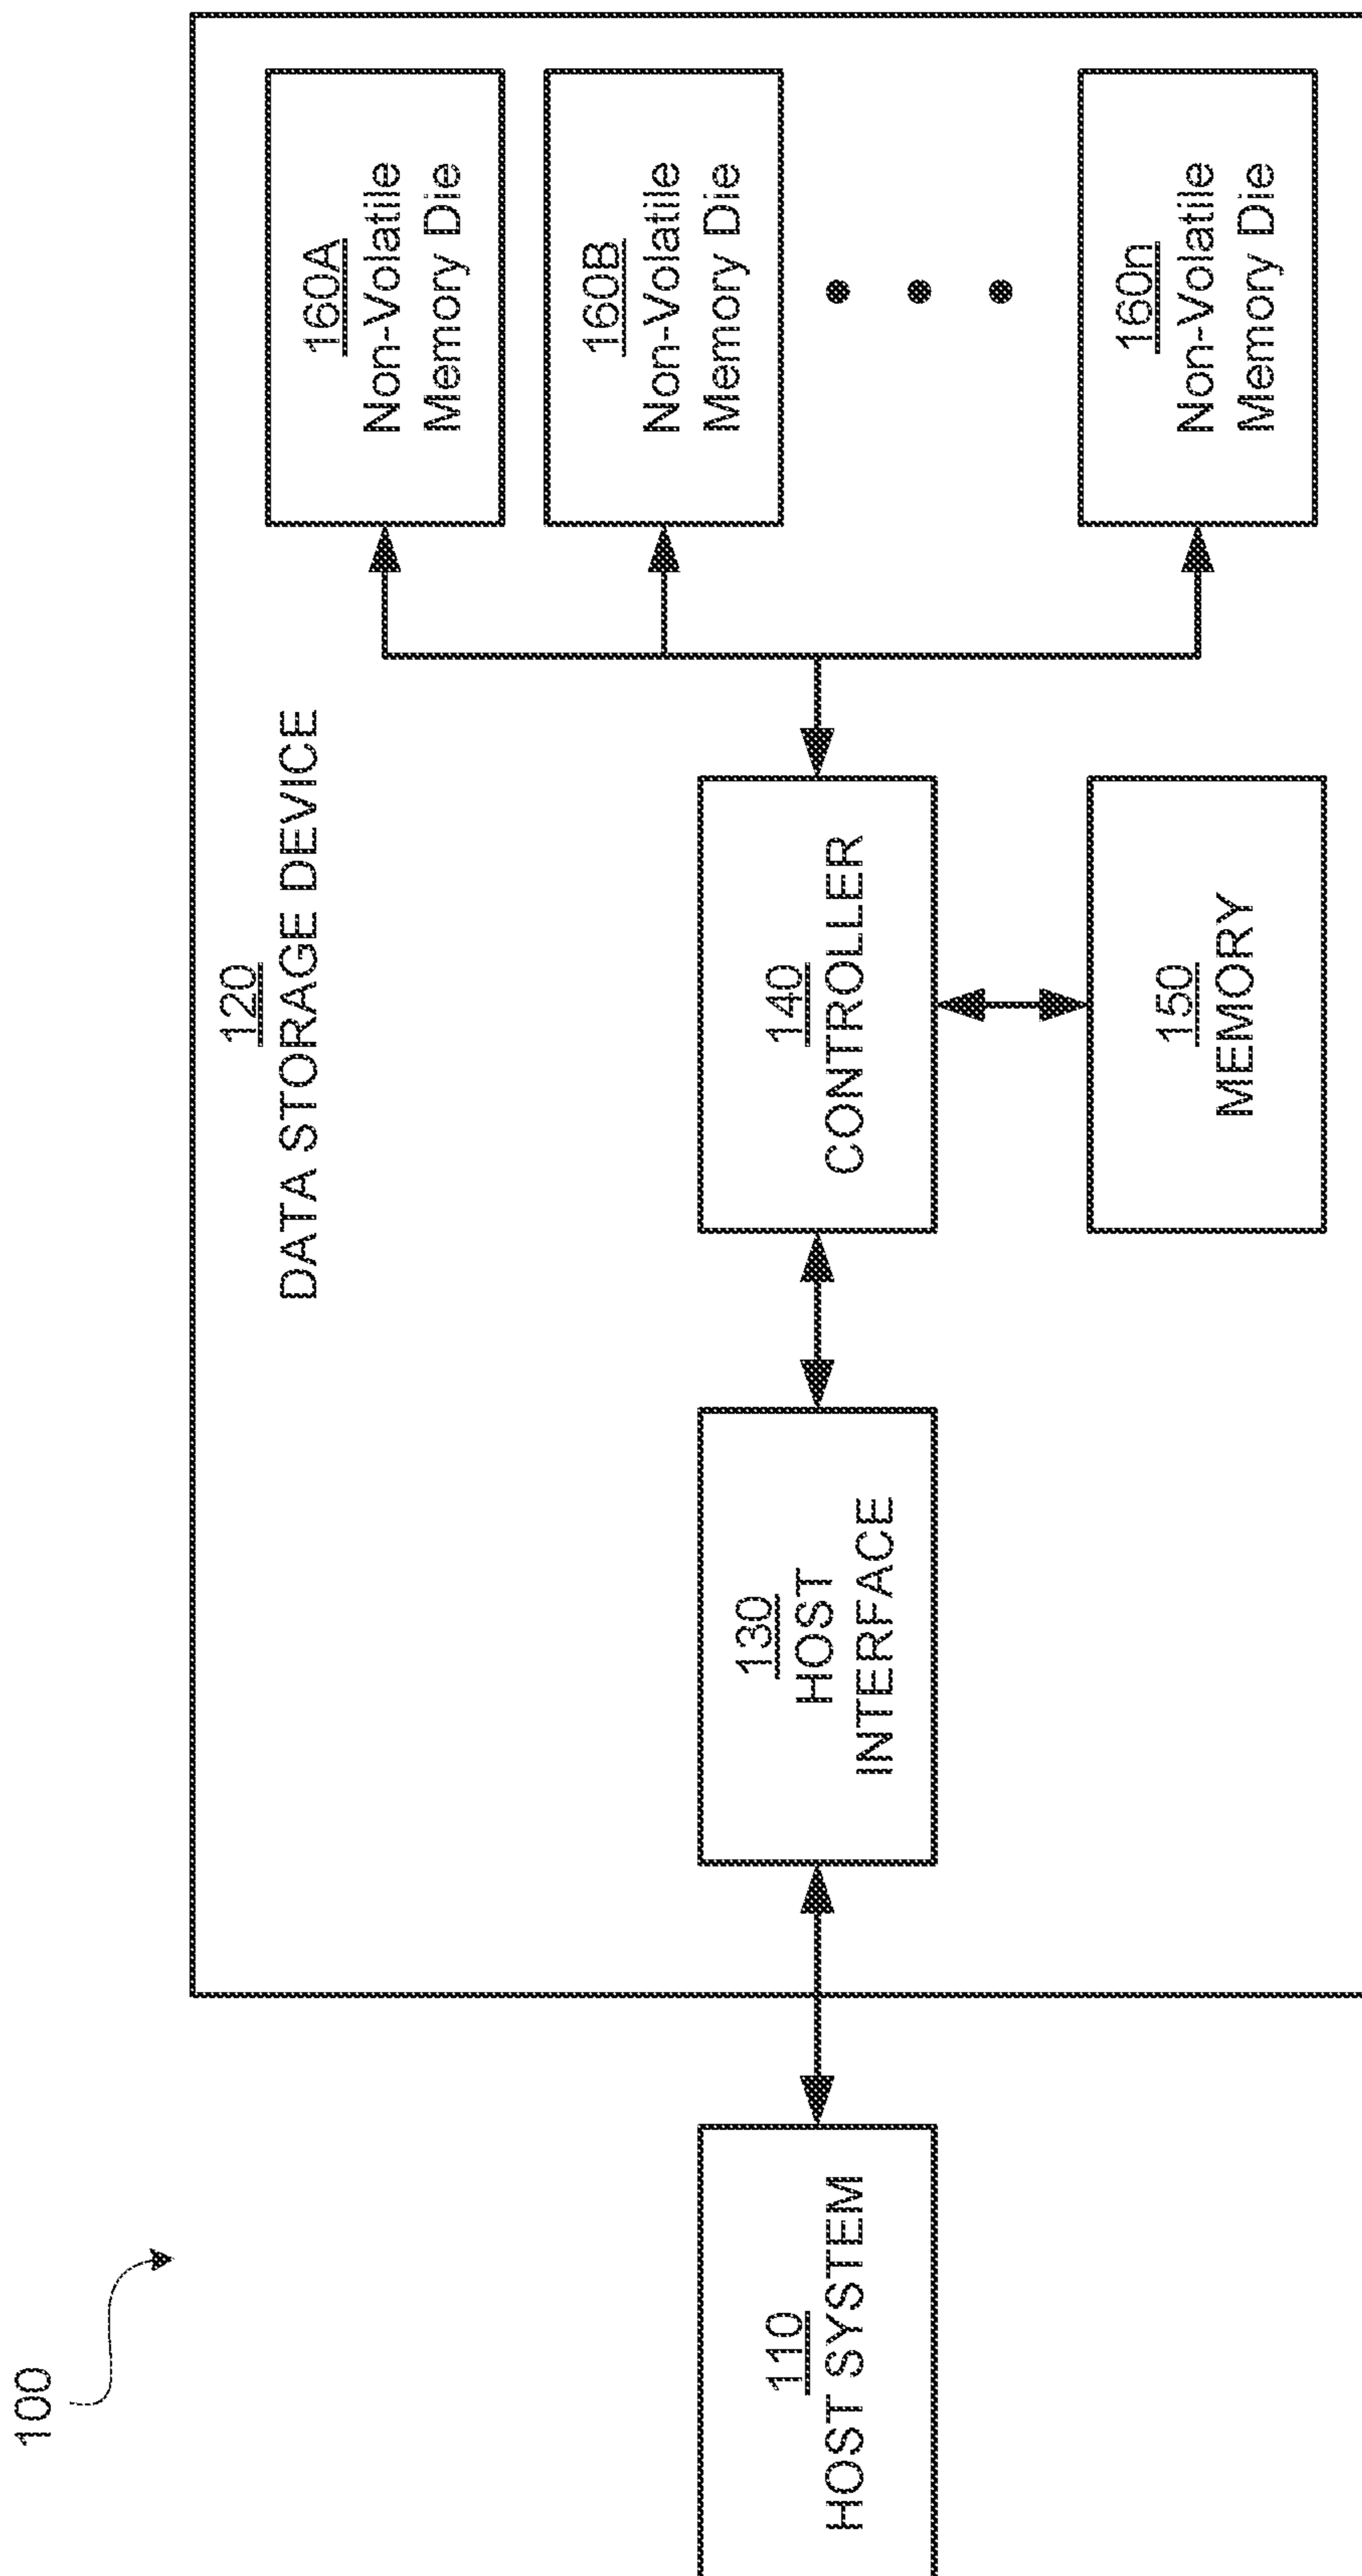 100
120
DATA STORAGE DEVICE
110
HOST SYSTEM
130
HOST
INTERFACE
140
CONTROLLER
150
MEMORY
160A
Non-Volatile
Memory Die
160B
Non-Volatile
Memory Die
160n
Non-Volatile
Memory Die